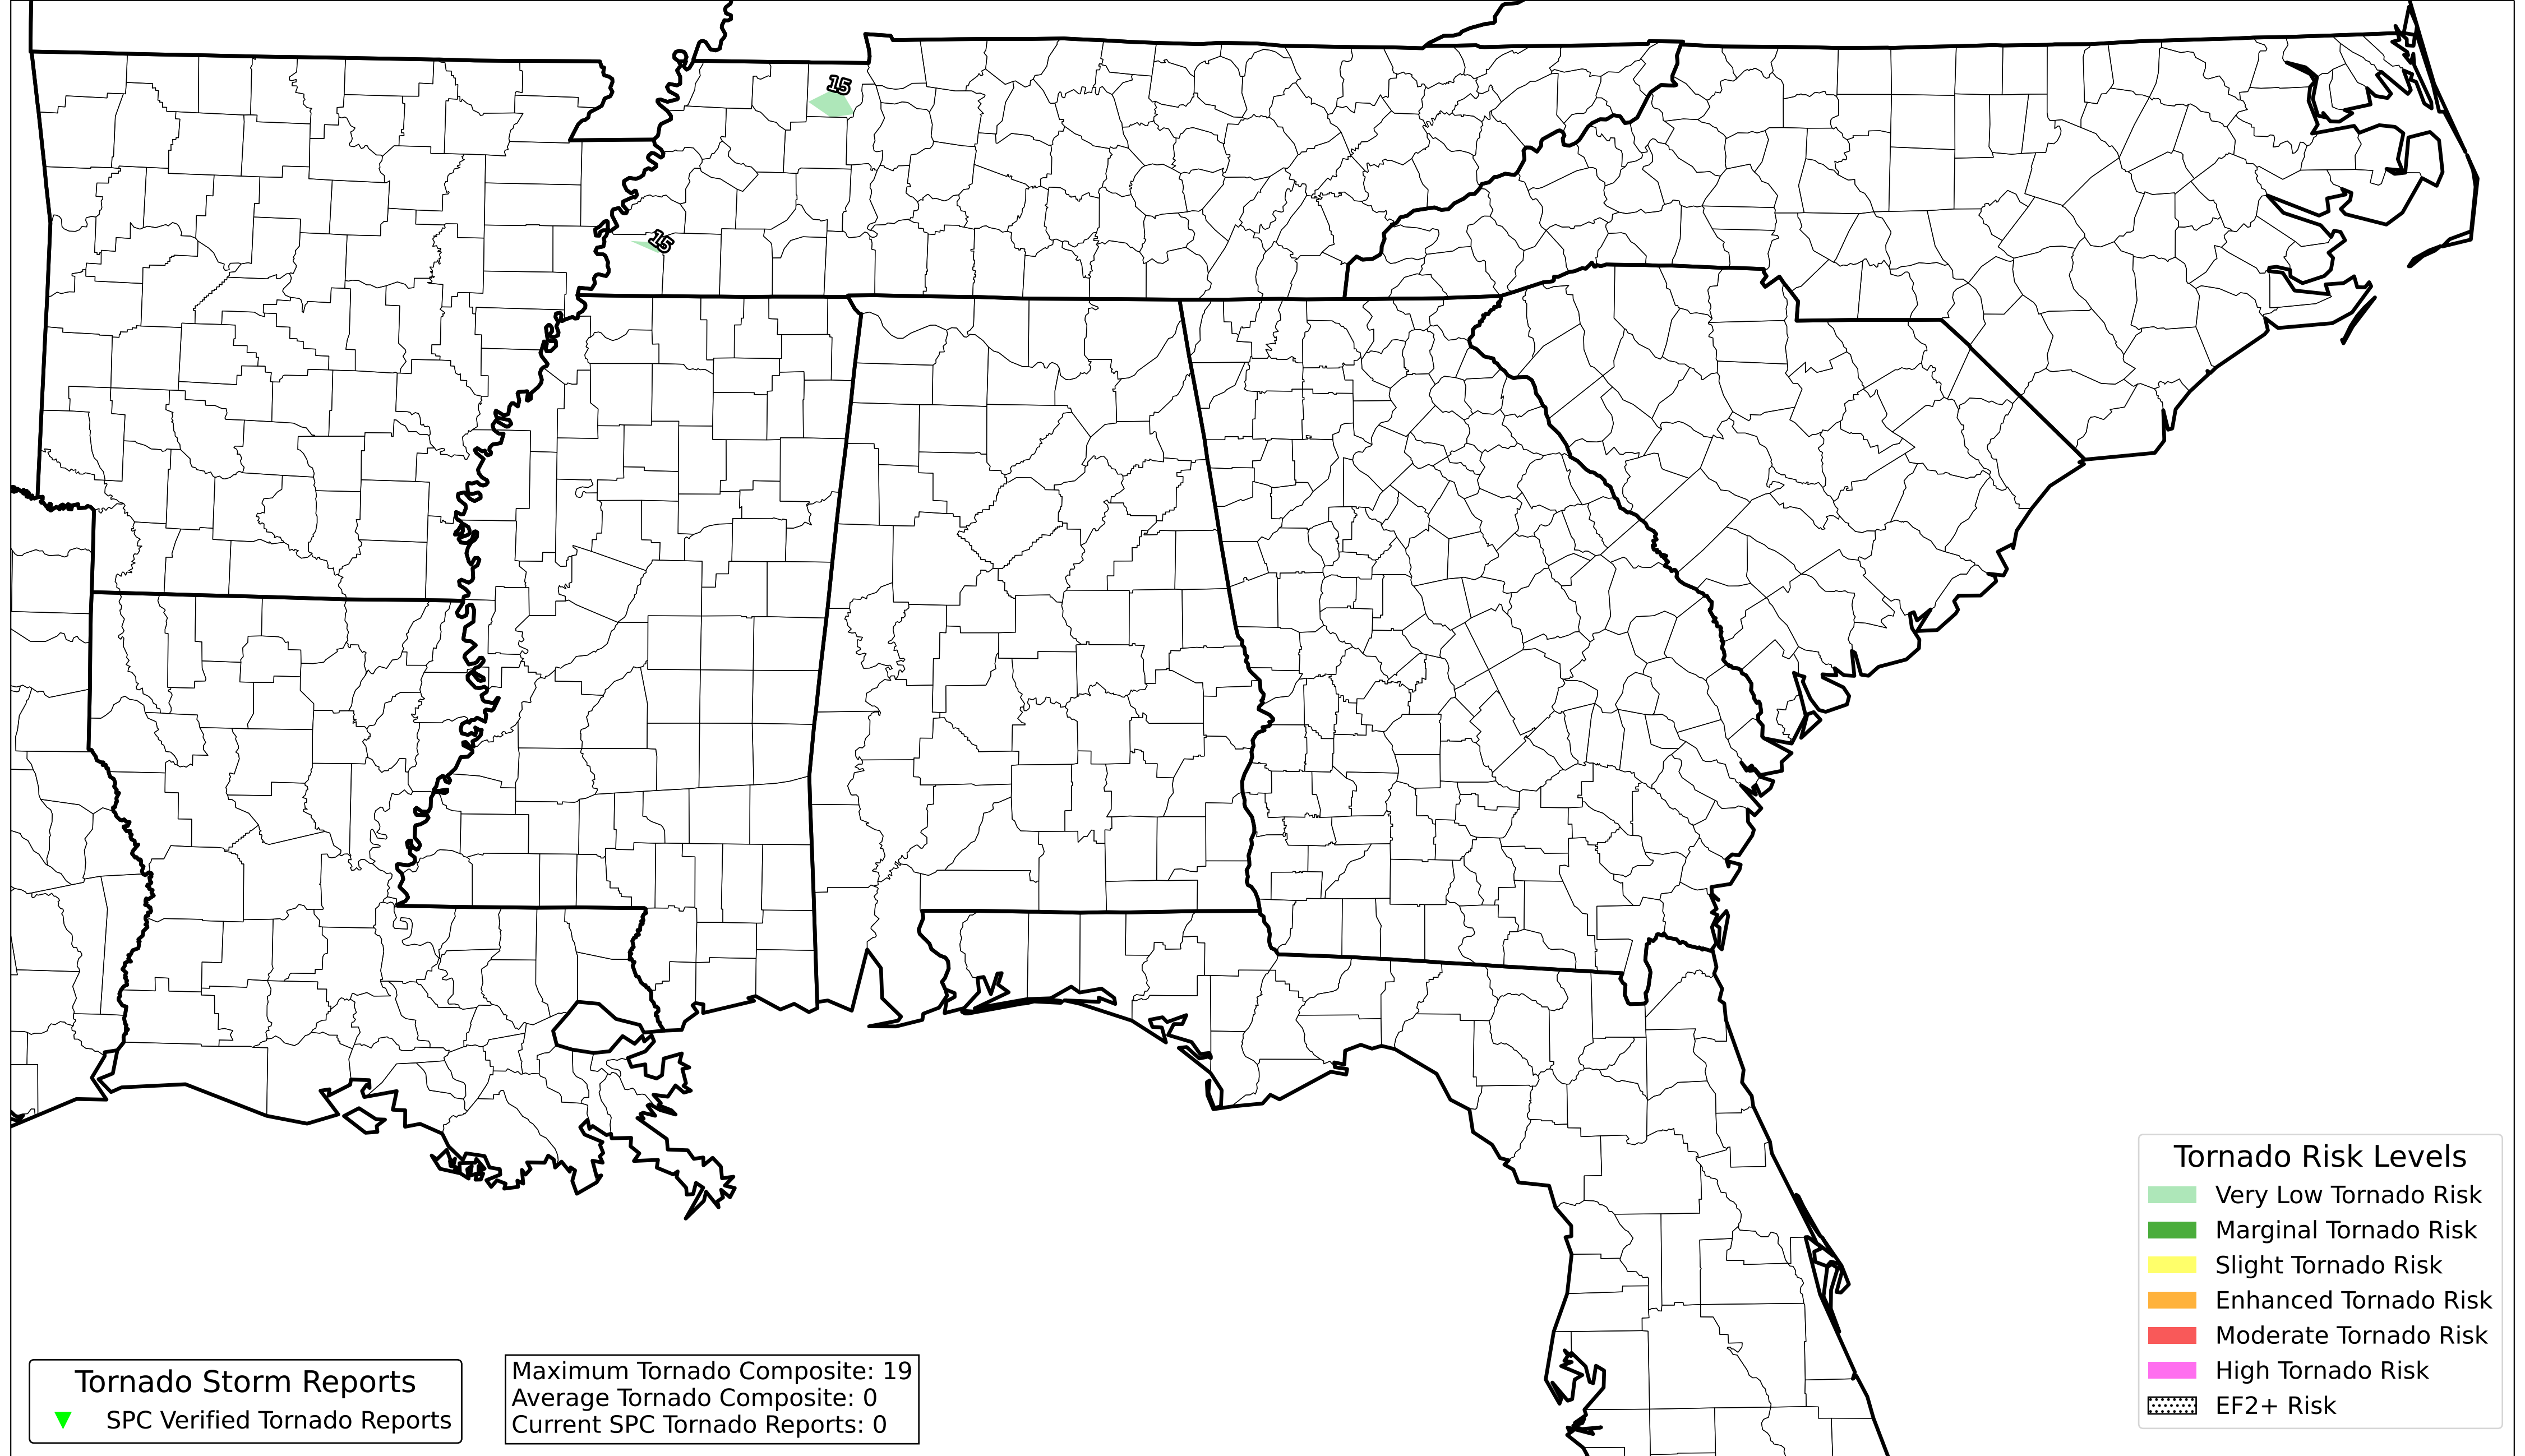 15
15
Tornado Risk Levels
Very Low Tornado Risk
Marginal Tornado Risk
Slight Tornado Risk
Enhanced Tornado Risk
Moderate Tornado Risk
High Tornado Risk
EF2+ Risk
Tornado Storm Reports
SPC Verified Tornado Reports
Maximum Tornado Composite: 19
Average Tornado Composite: 0
Current SPC Tornado Reports: 0